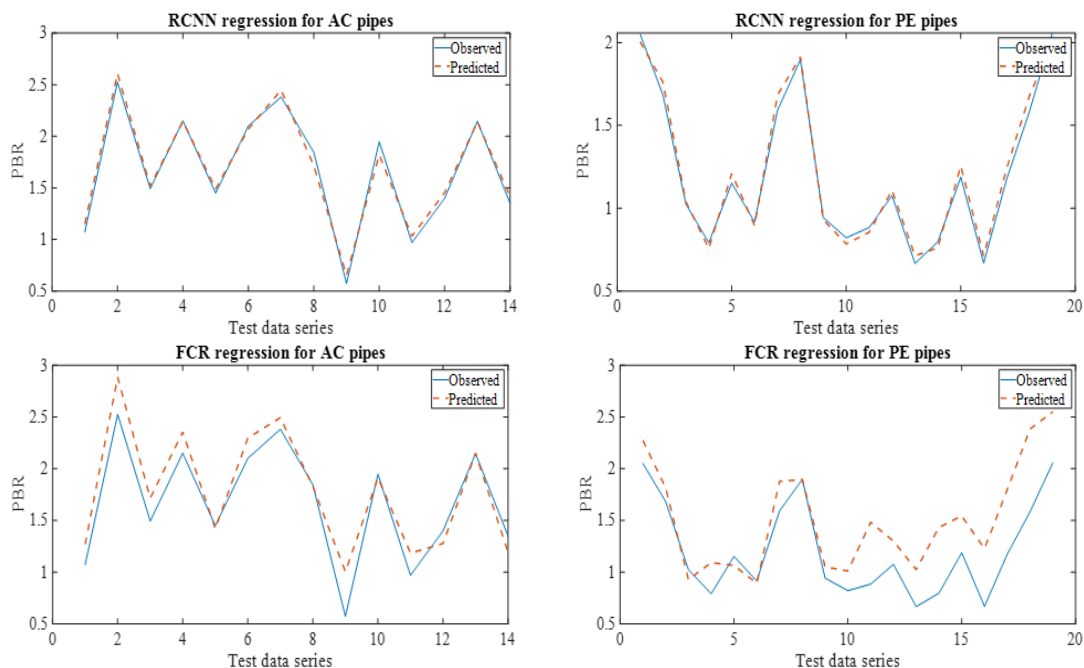 RCNN regression for AC pipes
3
2.5
2
1.5
1
0.5
PBR
Observed
Predicted
0 2 4 6 8 10 12 14
Test data series
RCNN regression for PE pipes
2
1.5
1
0.5
PBR
Observed
Predicted
0 5 10 15 20
Test data series
FCR regression for AC pipes
3
2.5
2
1.5
1
0.5
PBR
Observed
Predicted
0 2 4 6 8 10 12 14
Test data series
FCR regression for PE pipes
3
2.5
2
1.5
1
0.5
PBR
Observed
Predicted
0 5 10 15 20
Test data series